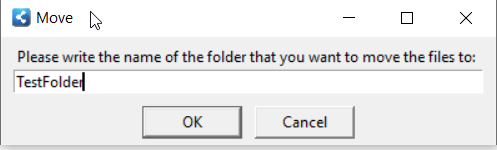 Move
Please write the name of the folder that you want to move the files to:
TestFolder
OK
Cancel